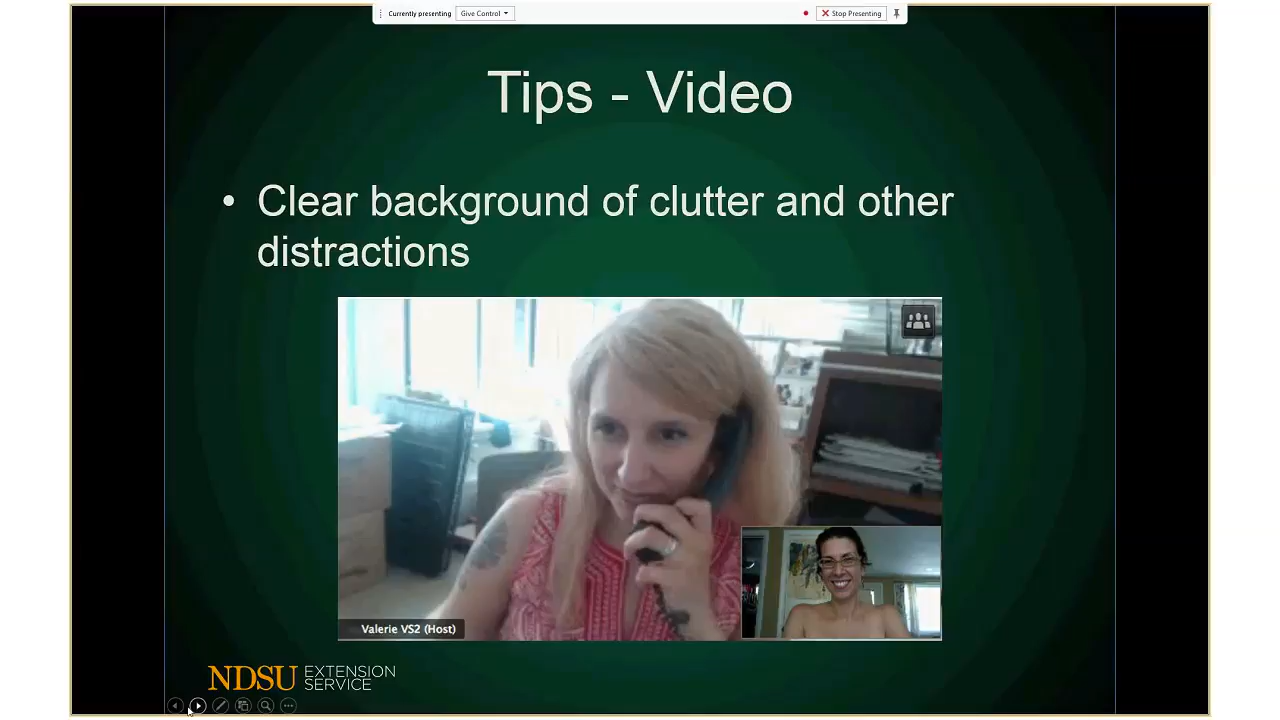 Currently presenting Give Control Stop Presenting
Tips - Video
• Clear background of clutter and other
distractions
Valerie VS2 (Host)
NDSU EXTENSION
SERVICE